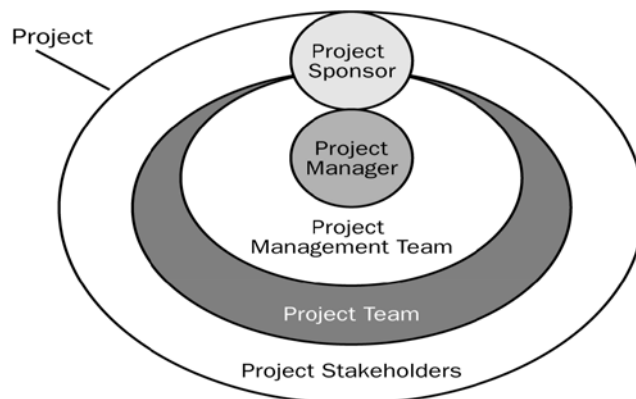 Project
Project
Sponsor
Project
Manager
Project
Management Team
Project Team
Project Stakeholders